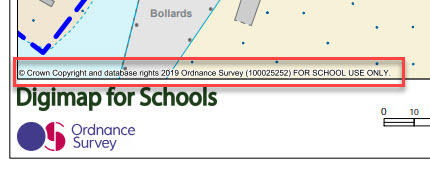 Bollards
© Crown Copyright and database rights 2019 Ordnance Survey (100025252) FOR SCHOOL USE ONLY.
Digimap for Schools
Ordnance
Survey
0 10